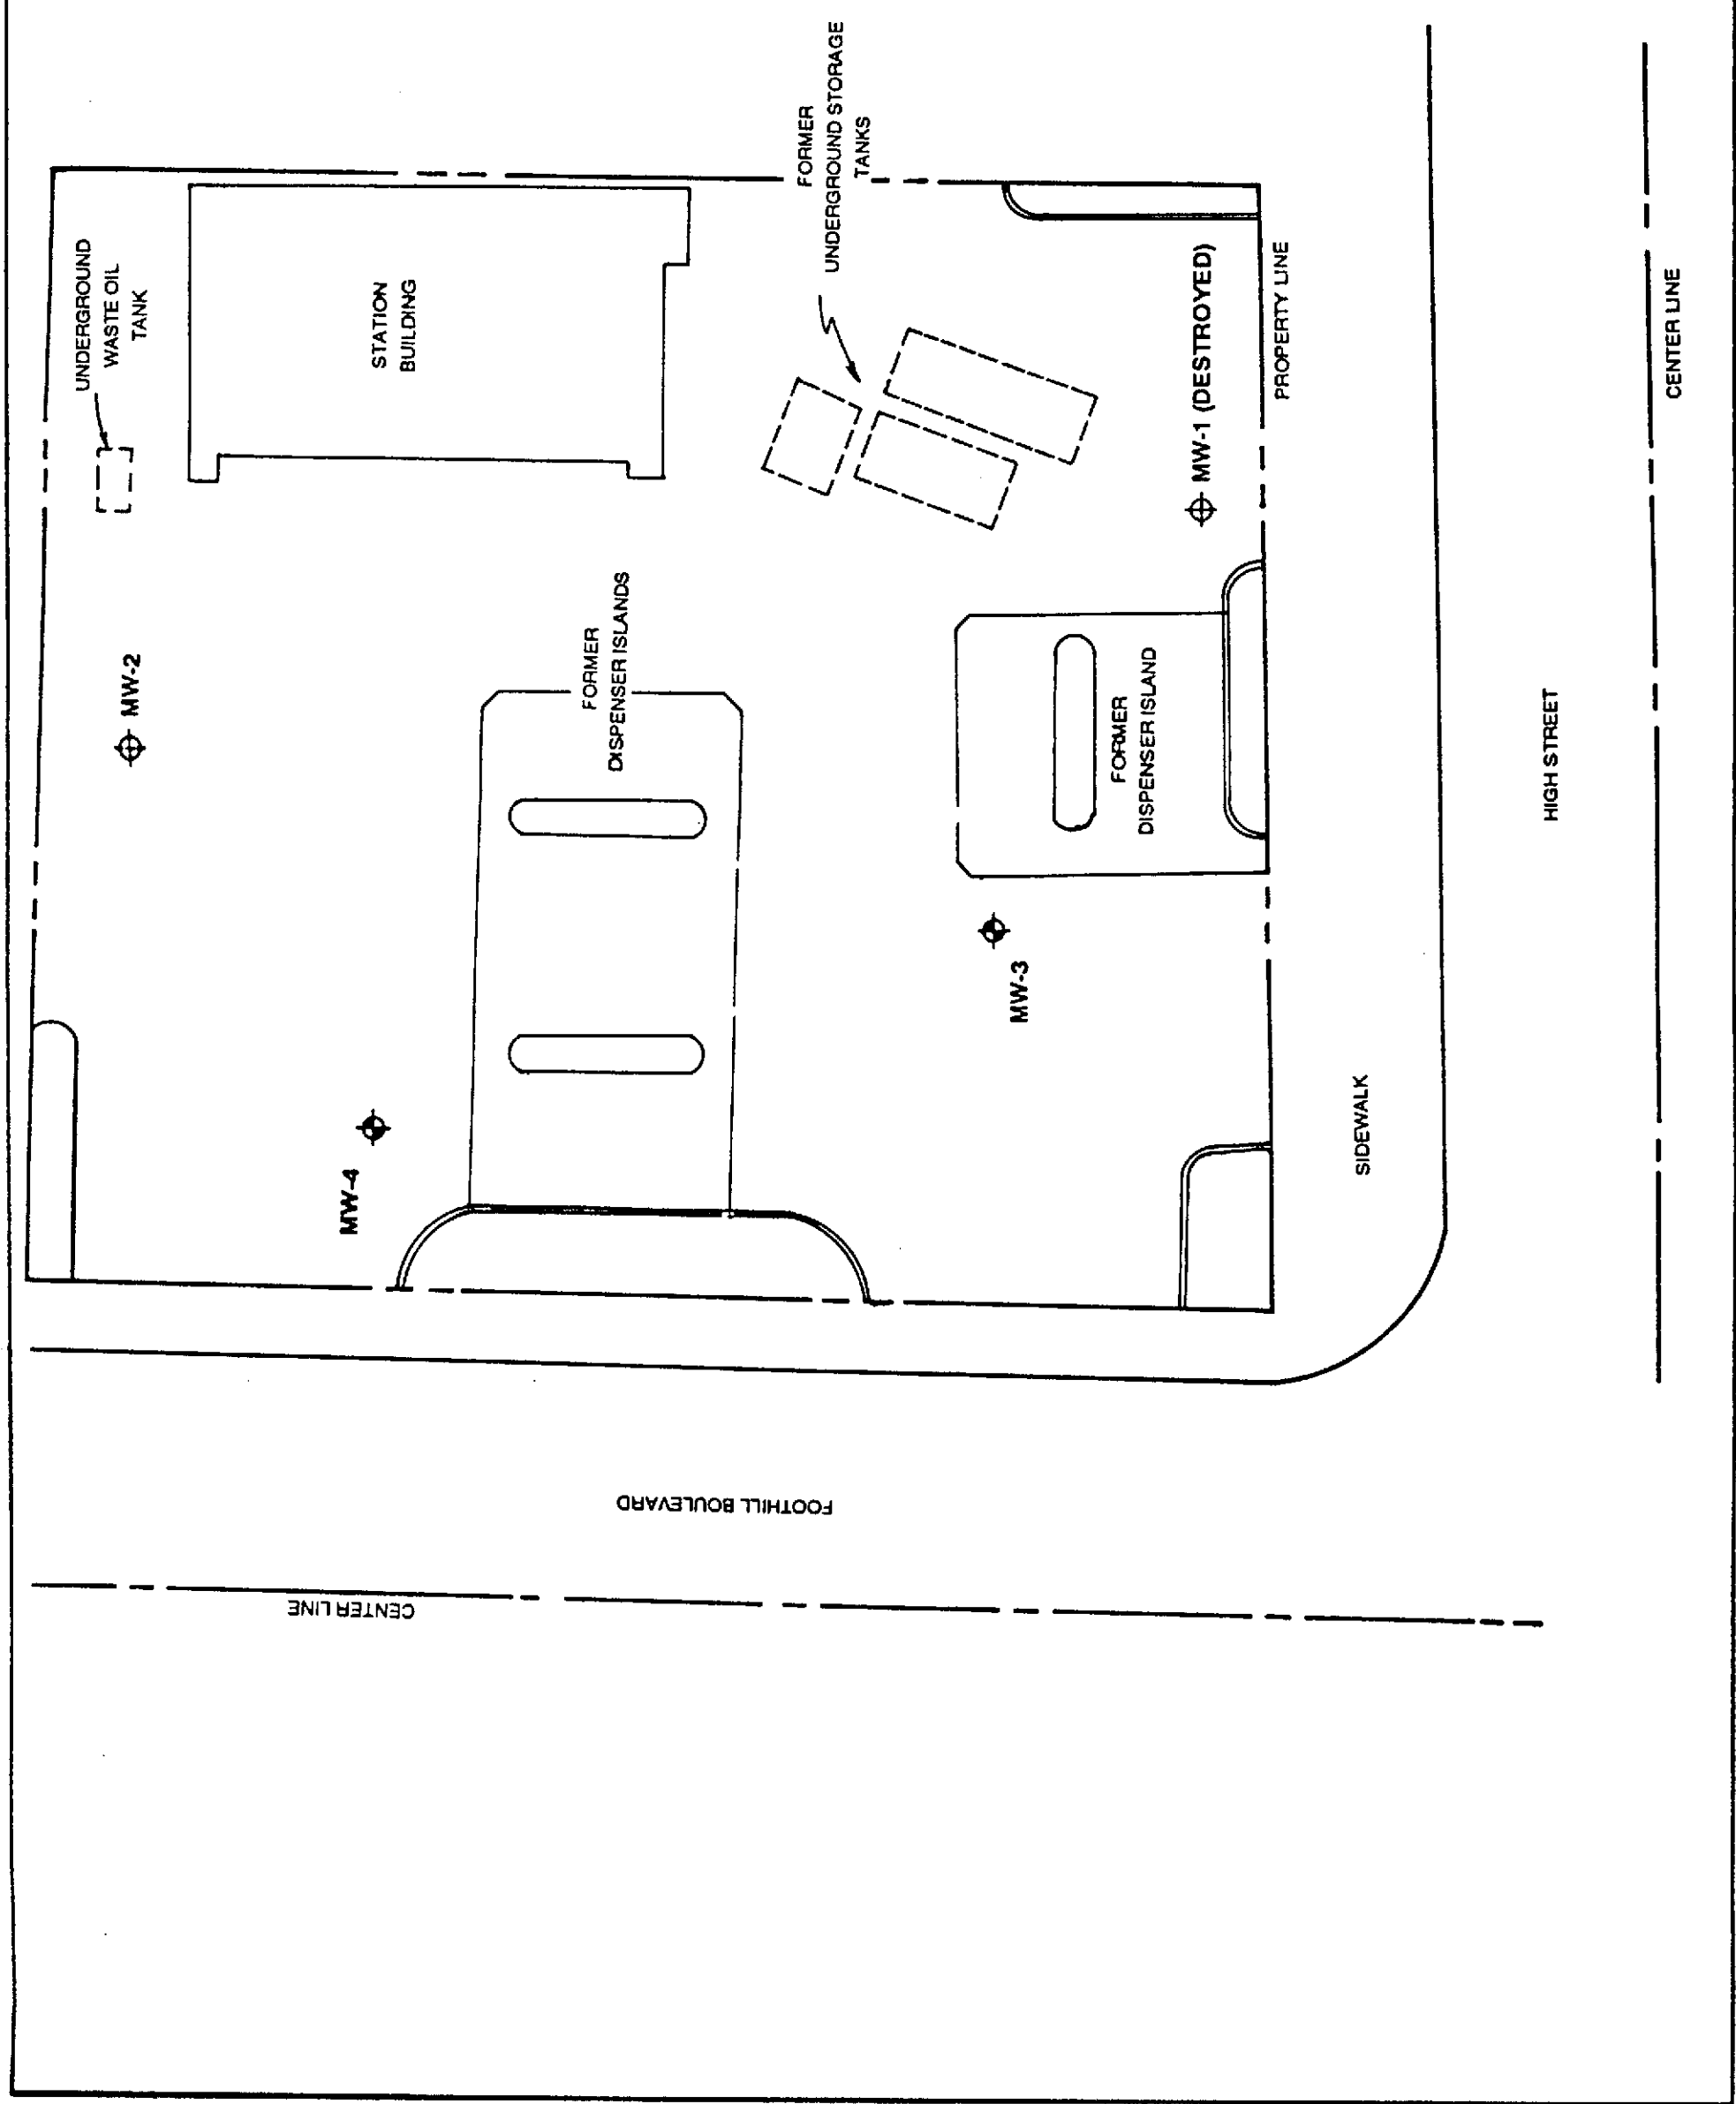 UNDERGROUND
WASTE OIL
TANK
STATION
BUILDING
FORMER
UNDERGROUND STORAGE
TANKS
MW-2
FORMER
DISPENSER ISLANDS
MW-1 (DESTROYED)
PROPERTY LINE
FORMER
DISPENSER ISLAND
MW-4
MW-3
SIDEWALK
HIGH STREET
CENTER LINE
FOOTHILL BOULEVARD
CENTER LINE